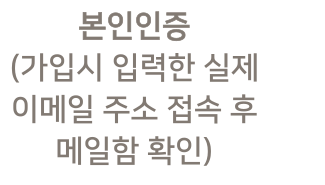 본인인증
(가입시 입력한 실제
이메일 주소 접속 후
메일함 확인)